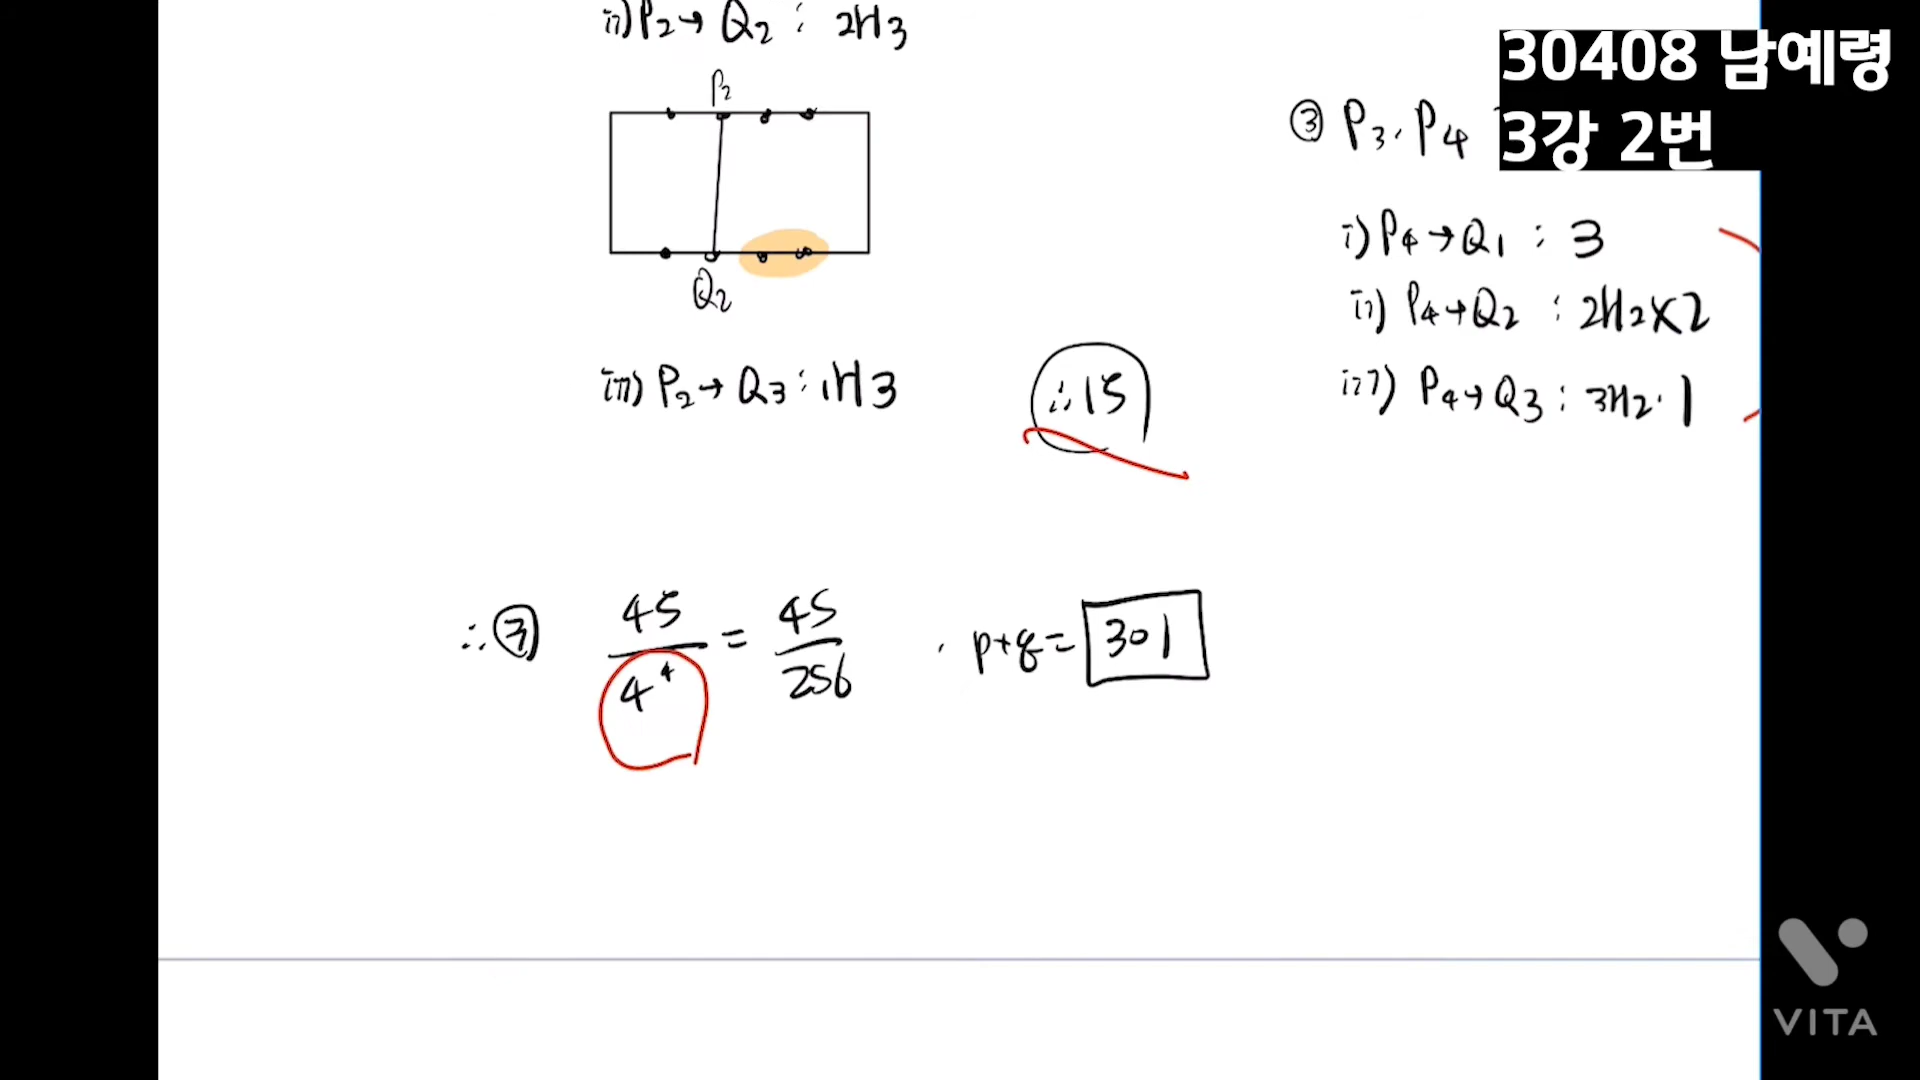 ii) P2 → Q2 : 2H3
P2
Q2
iii) P2 → Q3 : 1H3
∴ 15
30408 남예령
3강 2번
③ P3, P4
i) P4 → Q1 : 3
ii) P4 → Q2 : 2H2×2
iii) P4 → Q3 : 3H2·1
45/4^4 = 45/256 , p+q= 301
VITA